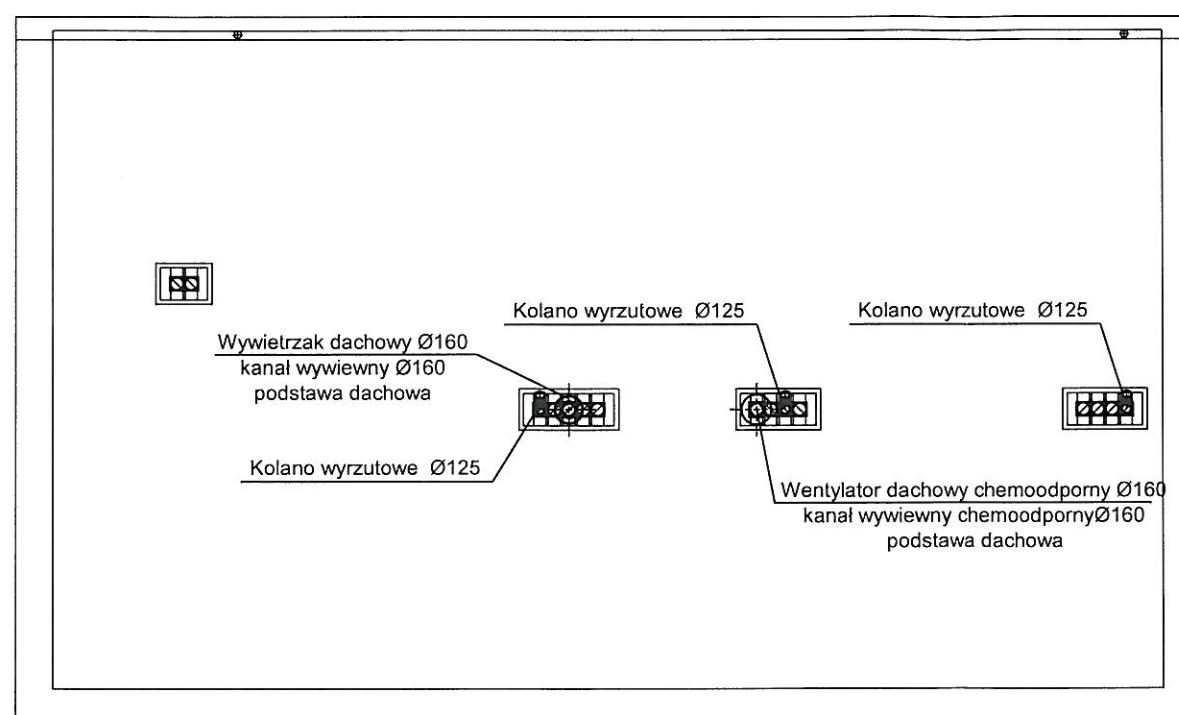 Kolano wyrzutowe Ø125
Kolano wyrzutowe Ø125
Wywietrzak dachowy Ø160
kanał wywiewny Ø160
podstawa dachowa
Kolano wyrzutowe Ø125
Wentylator dachowy chemoodporny Ø160
kanał wywiewny chemoodpornyØ160
podstawa dachowa